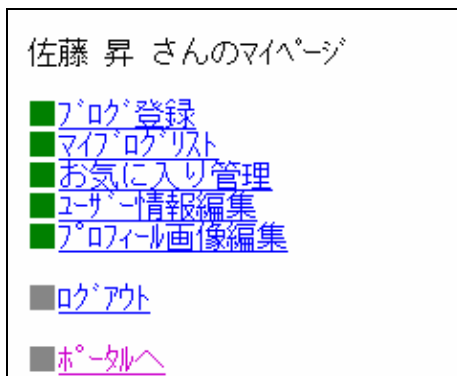 佐藤 昇 さんのﾏｲﾍﾟｰｼﾞ
■ﾌﾞﾛｸﾞ登録
■ﾏｲﾌﾞﾛｸﾞﾘｽﾄ
■お気に入り管理
■ﾕｰｻﾞｰ情報編集
■ﾌﾟﾛﾌｨｰﾙ画像編集
■ﾛｸﾞｱｳﾄ
■ﾎﾟｰﾀﾙへ